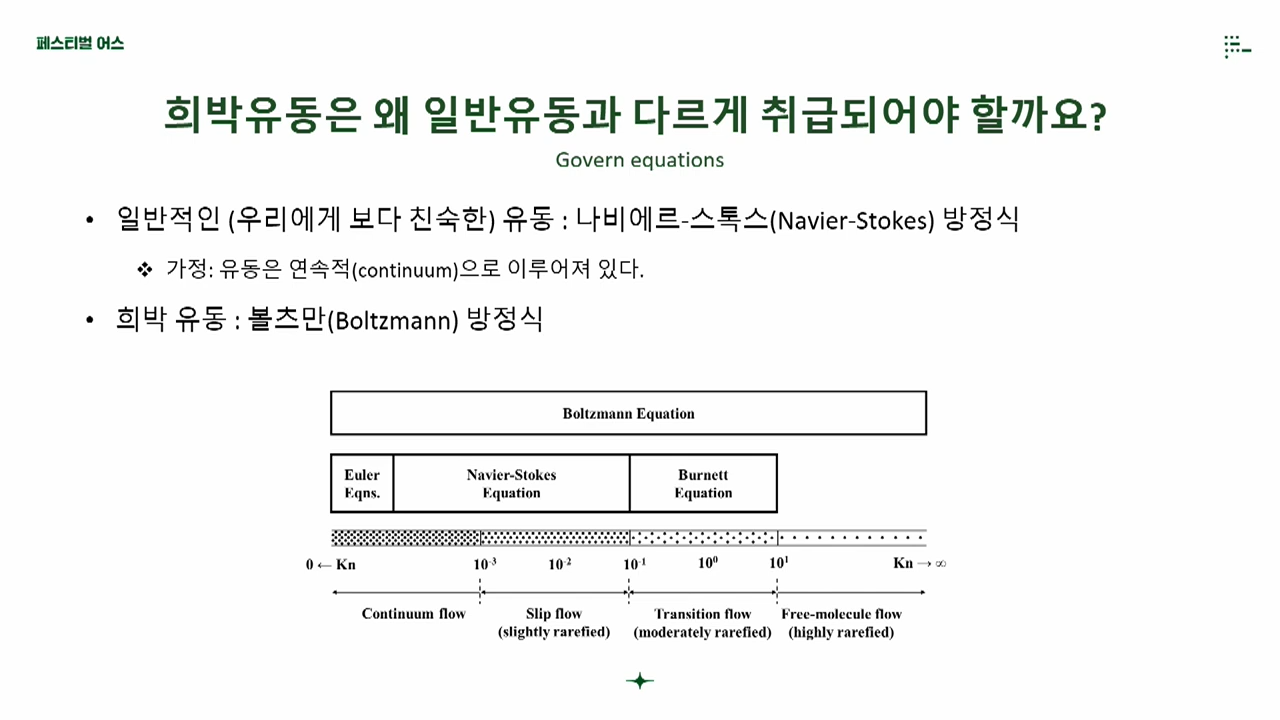 페스티벌 어스
희박유동은 왜 일반유동과 다르게 취급되어야 할까요?
Govern equations
• 일반적인 (우리에게 보다 친숙한) 유동 : 나비에르-스톡스(Navier-Stokes) 방정식
❖ 가정: 유동은 연속적(continuum)으로 이루어져 있다.
• 희박 유동 : 볼츠만(Boltzmann) 방정식
Boltzmann Equation
Euler
Eqns.
Navier-Stokes
Equation
Burnett
Equation
0 ← Kn 10⁻³ 10⁻² 10⁻¹ 10⁰ 10¹ Kn → ∞
Continuum flow
Slip flow
(slightly rarefied)
Transition flow
(moderately rarefied)
Free-molecule flow
(highly rarefied)